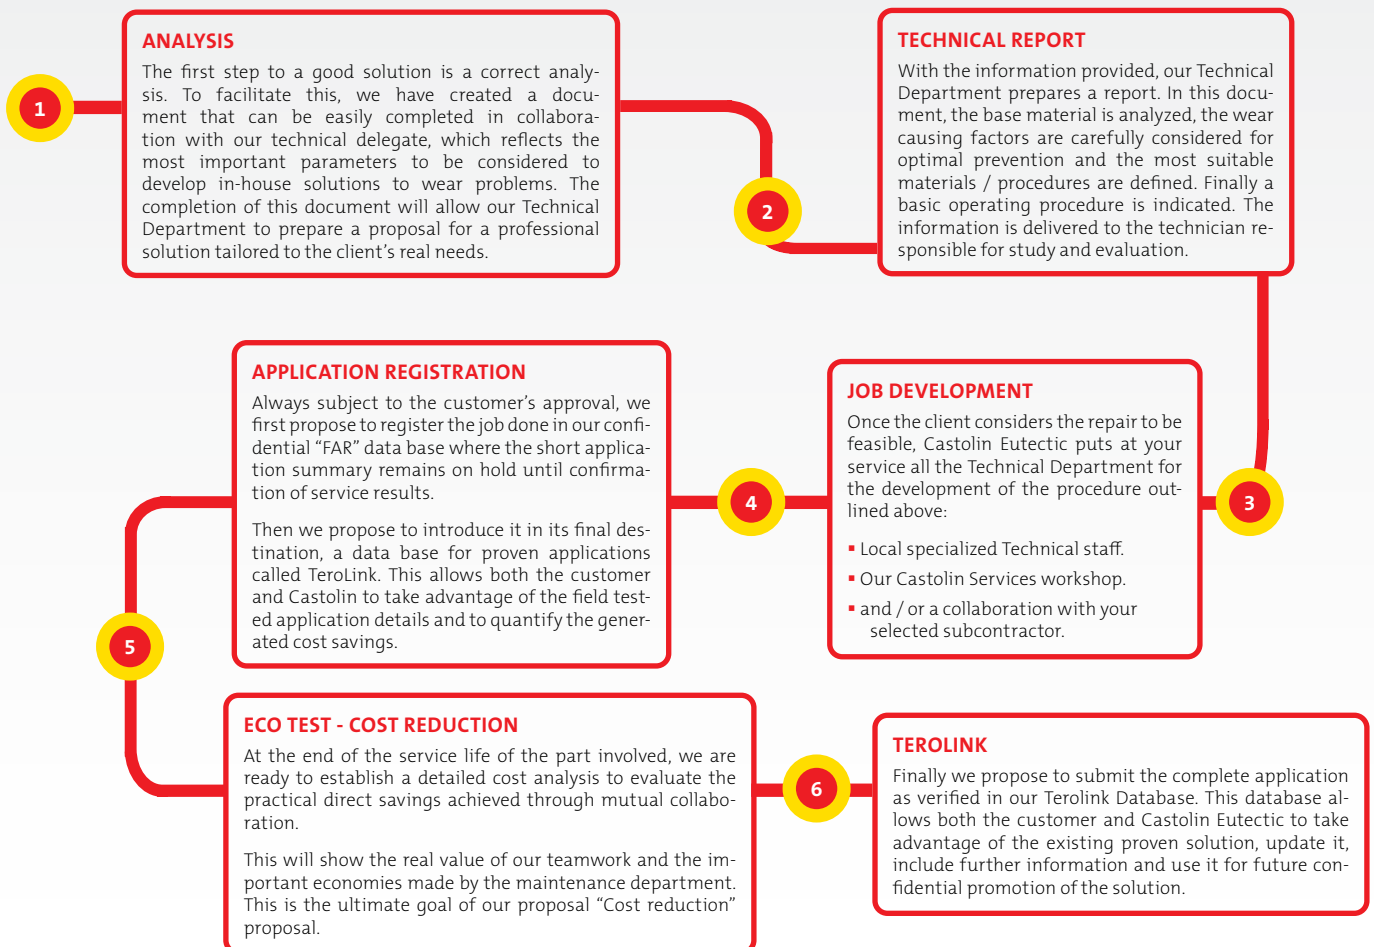 1
ANALYSIS
The first step to a good solution is a correct analy-
sis. To facilitate this, we have created a docu-
ment that can be easily completed in collabora-
tion with our technical delegate, which reflects the
most important parameters to be considered to
develop in-house solutions to wear problems. The
completion of this document will allow our Technical
Department to prepare a proposal for a professional
solution tailored to the client's real needs.
2
TECHNICAL REPORT
With the information provided, our Technical
Department prepares a report. In this docu-
ment, the base material is analyzed, the wear
causing factors are carefully considered for
optimal prevention and the most suitable
materials / procedures are defined. Finally a
basic operating procedure is indicated. The
information is delivered to the technician re-
sponsible for study and evaluation.
3
JOB DEVELOPMENT
Once the client considers the repair to be
feasible, Castolin Eutectic puts at your
service all the Technical Department for
the development of the procedure out-
lined above:
▪ Local specialized Technical staff.
▪ Our Castolin Services workshop.
▪ and / or a collaboration with your
selected subcontractor.
4
APPLICATION REGISTRATION
Always subject to the customer's approval, we
first propose to register the job done in our confi-
dential “FAR” data base where the short applica-
tion summary remains on hold until confirma-
tion of service results.
Then we propose to introduce it in its final des-
tination, a data base for proven applications
called TeroLink. This allows both the customer
and Castolin to take advantage of the field test-
ed application details and to quantify the gener-
ated cost savings.
5
ECO TEST - COST REDUCTION
At the end of the service life of the part involved, we are
ready to establish a detailed cost analysis to evaluate the
practical direct savings achieved through mutual collabo-
ration.
This will show the real value of our teamwork and the im-
portant economies made by the maintenance department.
This is the ultimate goal of our proposal “Cost reduction”
proposal.
6
TEROLINK
Finally we propose to submit the complete application
as verified in our Terolink Database. This database al-
lows both the customer and Castolin Eutectic to take
advantage of the existing proven solution, update it,
include further information and use it for future con-
fidential promotion of the solution.